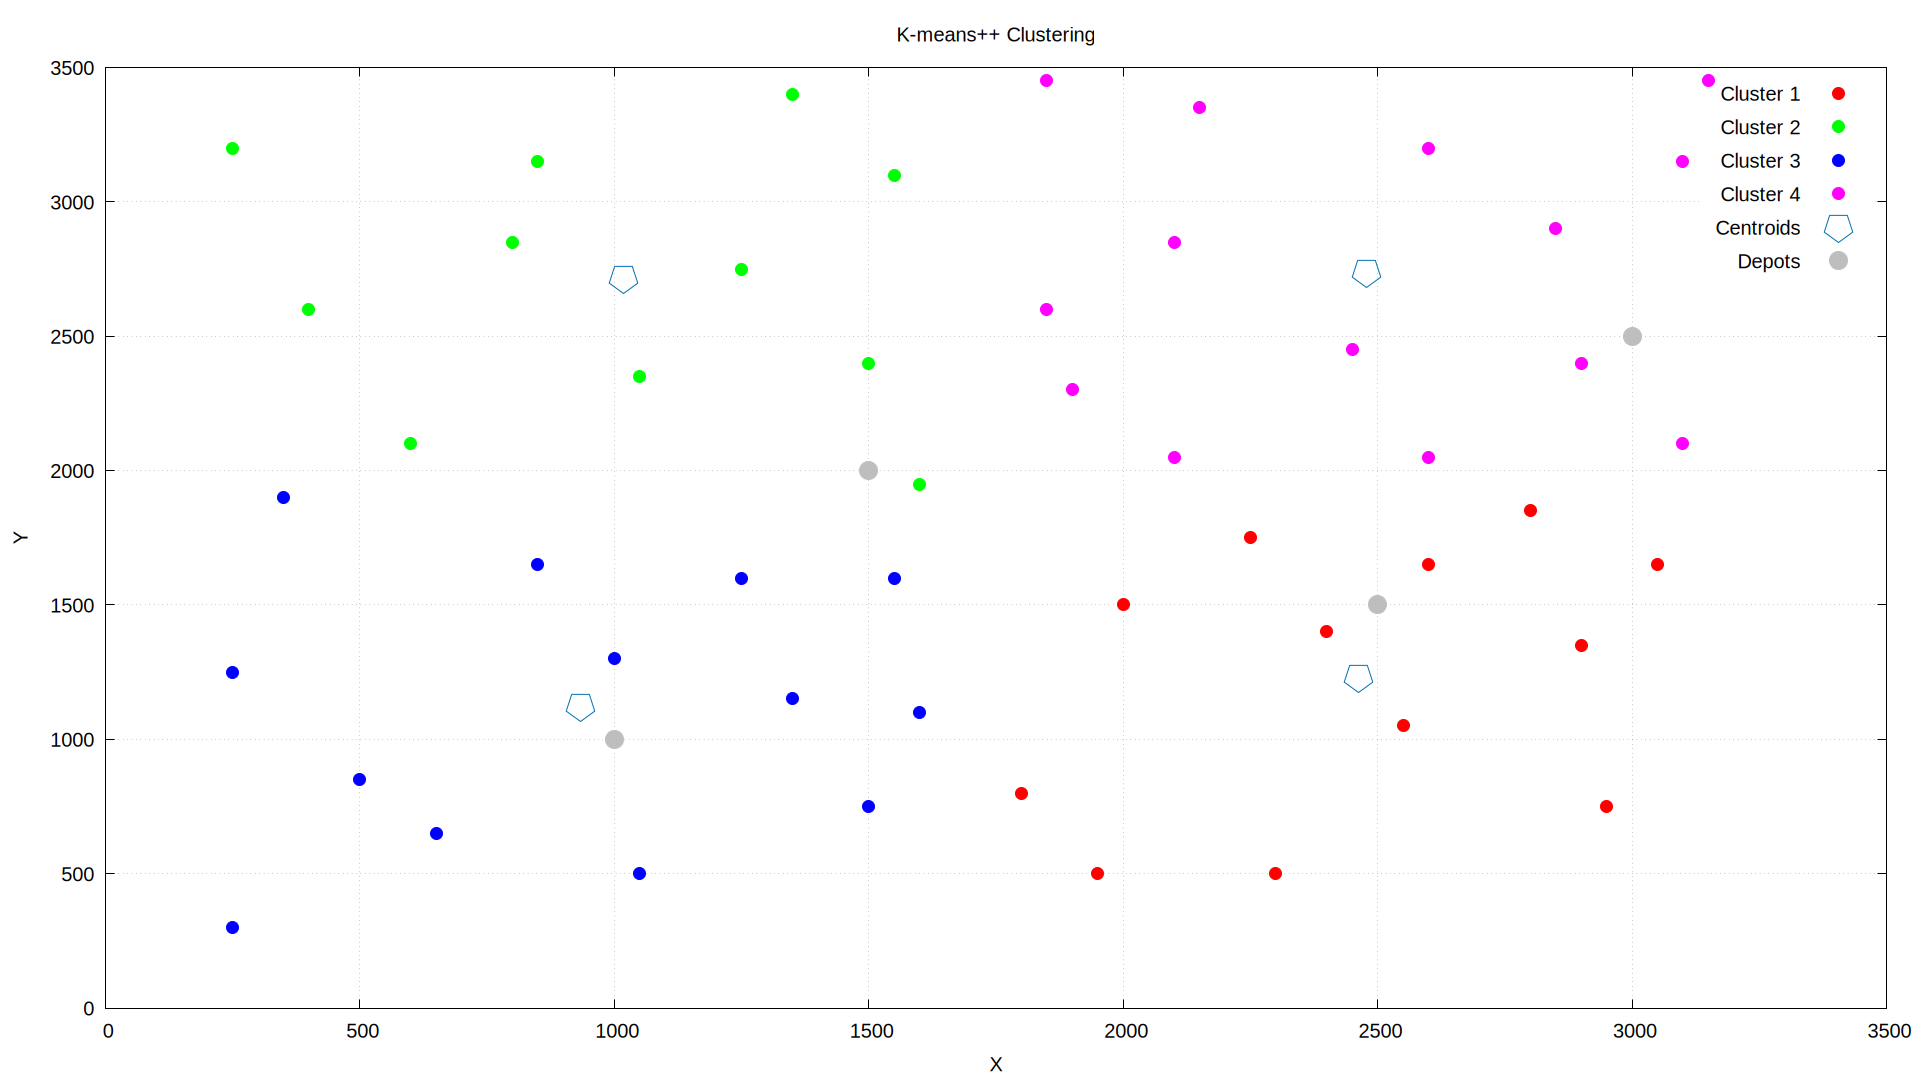 K-means++ Clustering
3500
3000
2500
2000
1500
1000
500
0
Y
Cluster 1
Cluster 2
Cluster 3
Cluster 4
Centroids
Depots
0 500 1000 1500 2000 2500 3000 3500
X